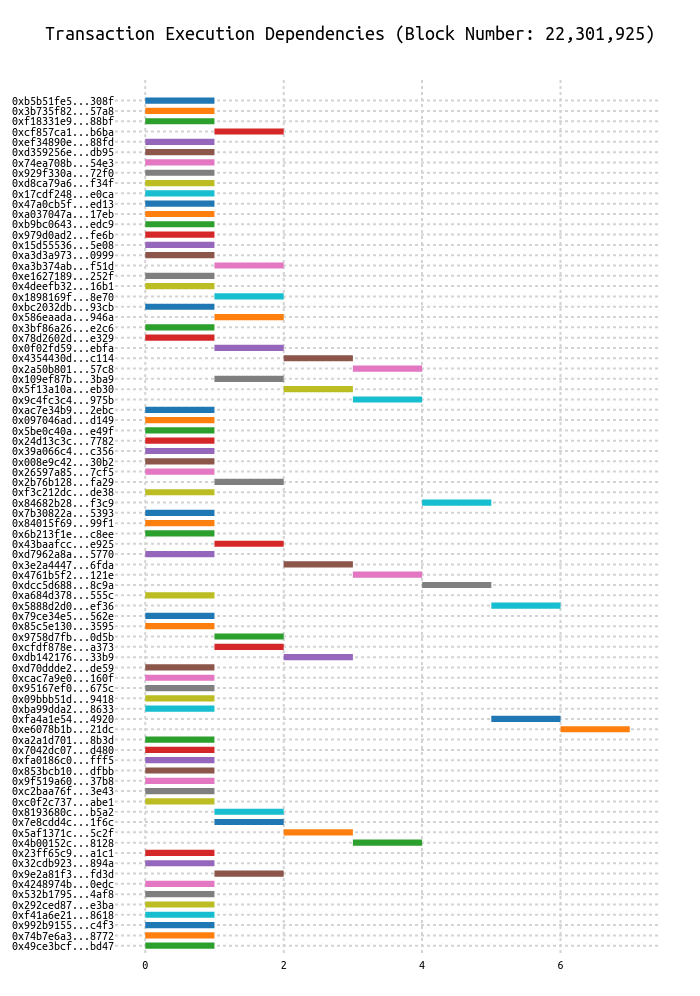 Transaction Execution Dependencies (Block Number: 22,301,925)
0xb5b51fe5...308f
0x3b735f82...57a8
0xf18331e9...88bf
0xcf857ca1...b6ba
0xef34890e...88fd
0xd359256e...db95
0x74ea708b...54e3
0x929f330a...72f0
0xd8ca79a6...f34f
0x17cdf248...e0ca
0x47a0cb5f...ed13
0xa037047a...17eb
0xb9bc0643...edc9
0x979d0ad2...fe6b
0x15d55536...5e08
0xa3d3a973...0999
0xa3b374ab...f51d
0xe1627189...252f
0x4deefb32...16b1
0x1898169f...8e70
0xbc2032db...93cb
0x586eaada...946a
0x3bf86a26...e2c6
0x78d2602d...e329
0x0f02fd59...ebfa
0x4354430d...c114
0x2a50b801...57c8
0x109ef87b...3ba9
0x5f13a10a...eb30
0x9c4fc3c4...975b
0xac7e34b9...2ebc
0x097046ad...d149
0x5be0c40a...e49f
0x24d13c3c...7782
0x39a066c4...c356
0x008e9c42...30b2
0x26597a85...7cf5
0x2b76b128...fa29
0xf3c212dc...de38
0x84682b28...f3c9
0x7b30822a...5393
0x84015f69...99f1
0x6b213f1e...c8ee
0x43baafcc...e925
0xd7962a8a...5770
0x3e2a4447...6fda
0x4761b5f2...121e
0xdcc5d688...8c9a
0xa684d378...555c
0x5888d2d0...ef36
0x79ce34e5...562e
0x85c5e130...3595
0x9758d7fb...0d5b
0xcfdf878e...a373
0xdb142176...33b9
0xd70ddde2...de59
0xcac7a9e0...160f
0x95167ef0...675c
0x09bbb51d...9418
0xba99dda2...8633
0xfa4a1e54...4920
0xe6078b1b...21dc
0xa2a1d701...8b3d
0x7042dc07...d480
0xfa0186c0...fff5
0x853bcb10...dfbb
0x9f519a60...37b8
0xc2baa76f...3e43
0xc0f2c737...abe1
0x8193680c...b5a2
0x7e8cdd4c...1f6c
0x5af1371c...5c2f
0x4b00152c...8128
0x23ff65c9...a1c1
0x32cdb923...894a
0x9e2a81f3...fd3d
0x4248974b...0edc
0x532b1795...4af8
0x292ced87...e3ba
0xf41a6e21...8618
0x992b9155...c4f3
0x74b7e6a3...8772
0x49ce3bcf...bd47
0 2 4 6